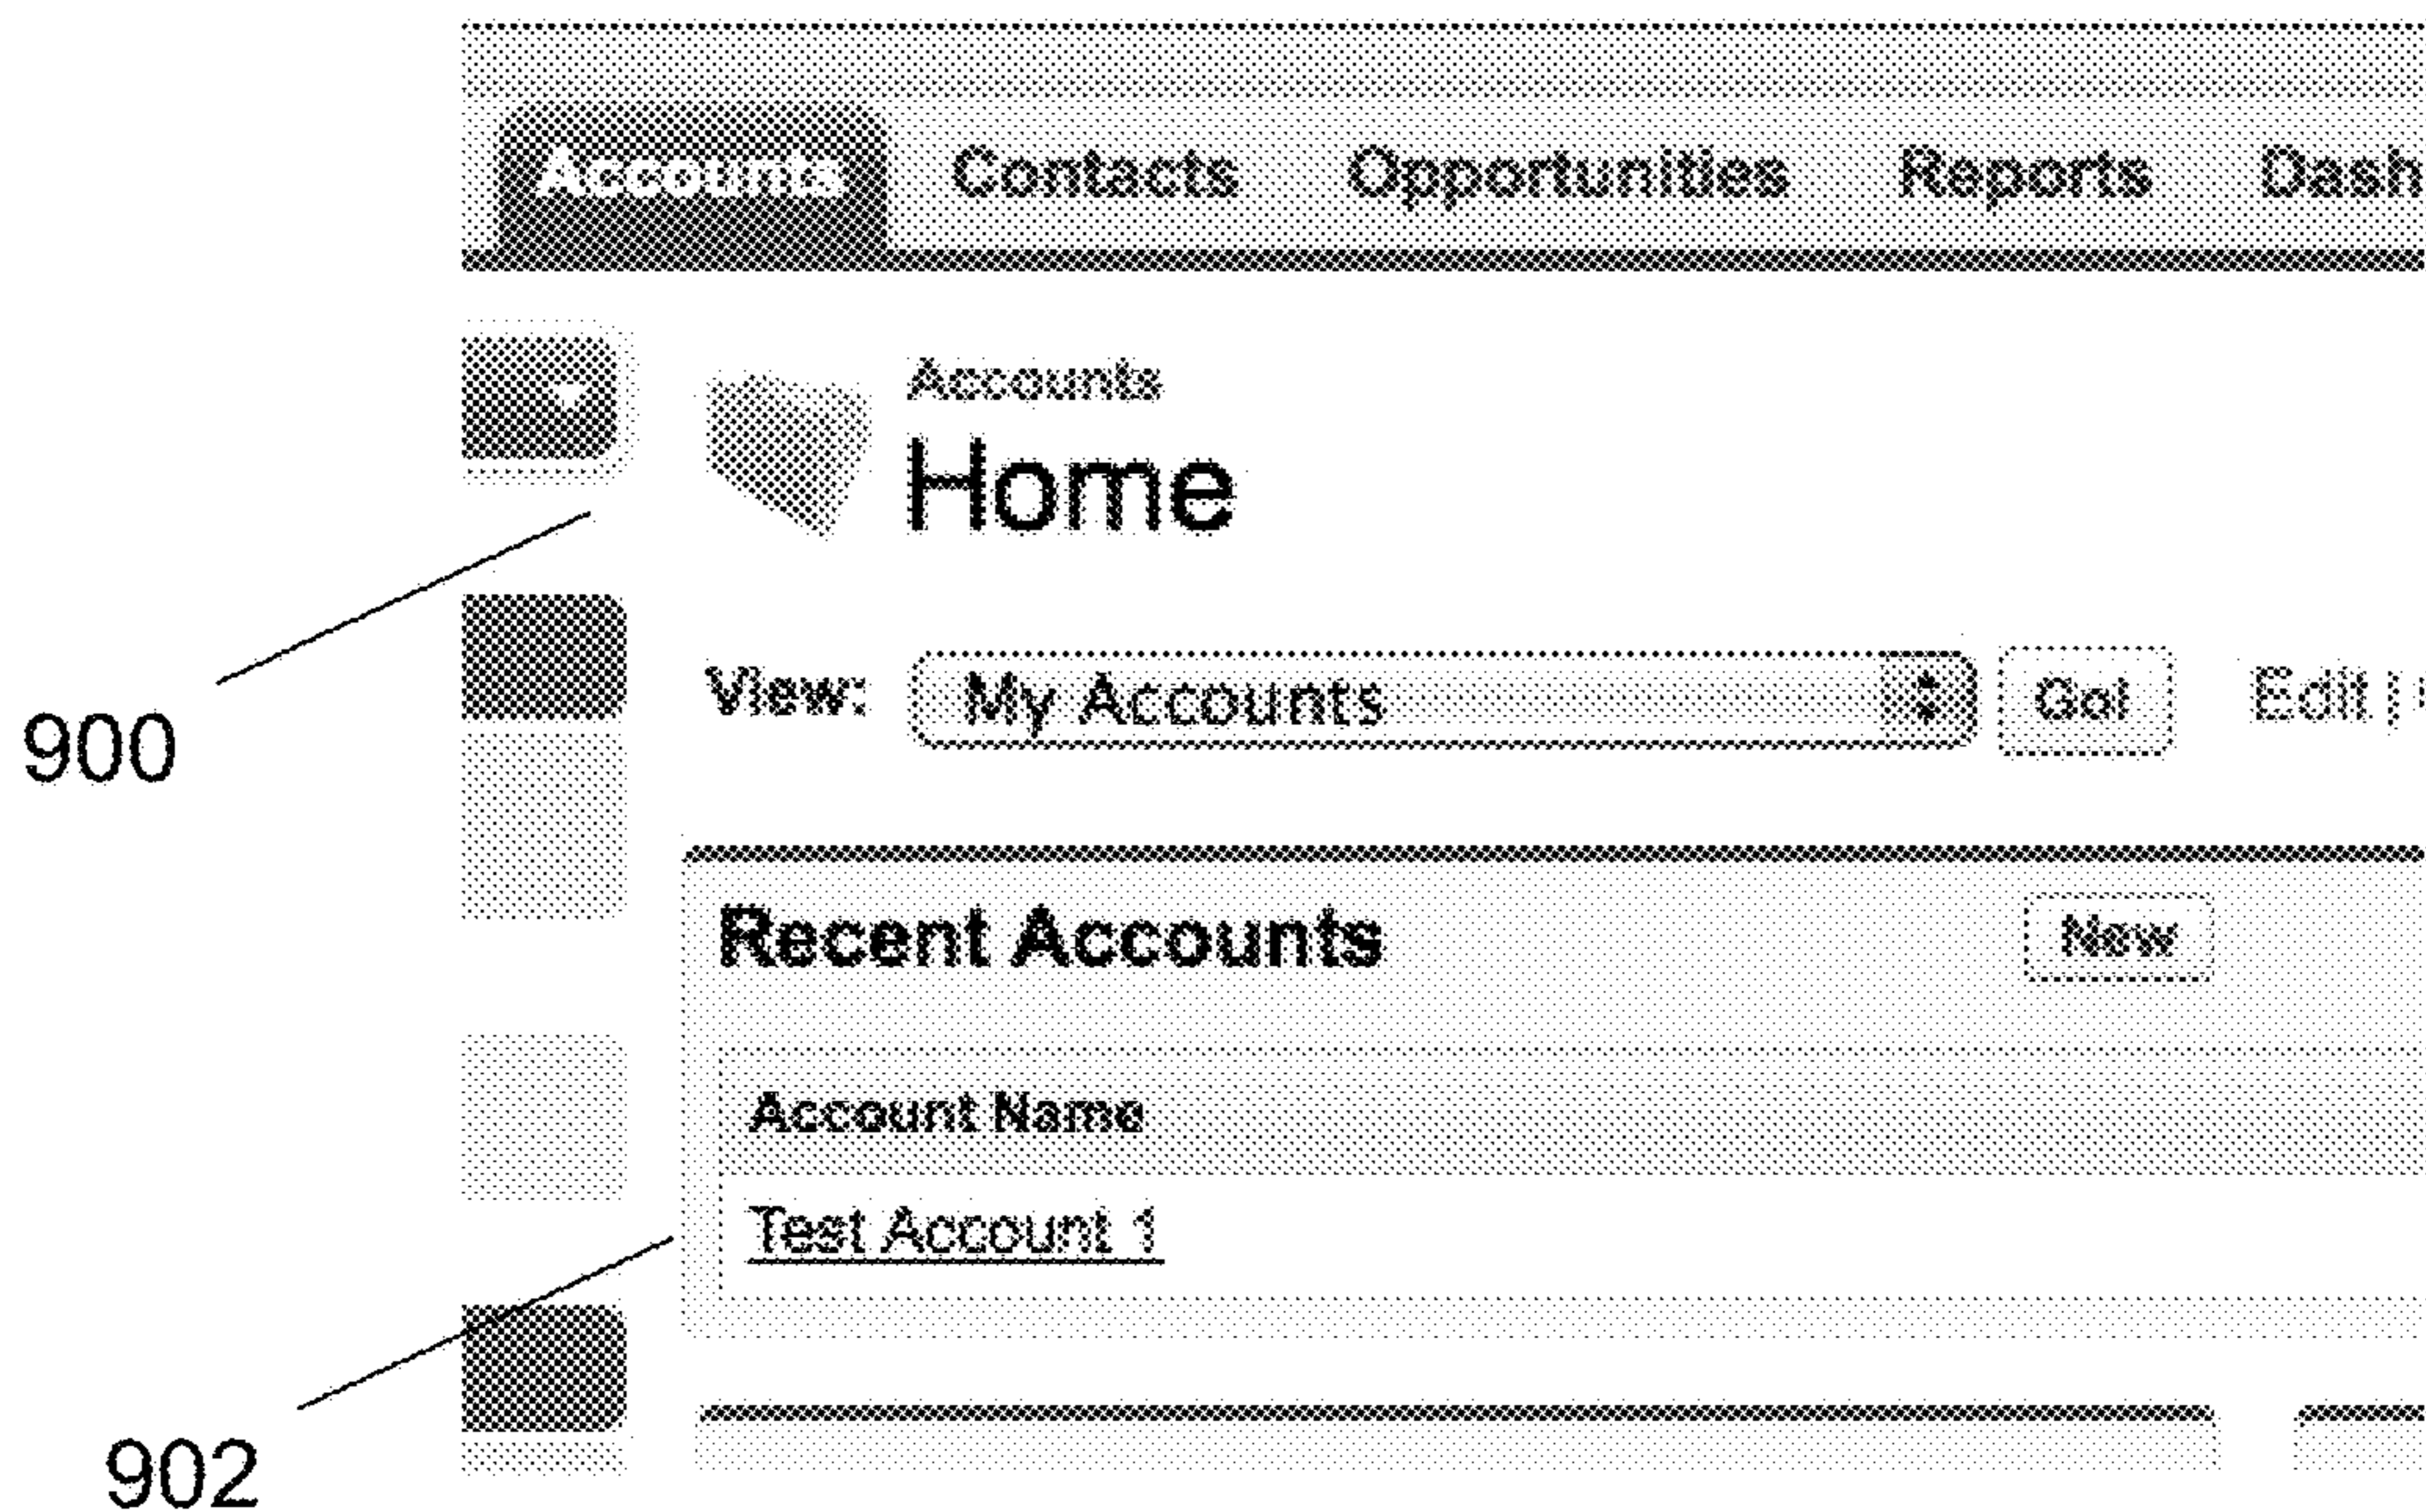 Accounts Contacts Opportunities Reports Dash
Accounts
Home
View: My Accounts Go! Edit |
900
Recent Accounts New
Account Name
Test Account 1
902